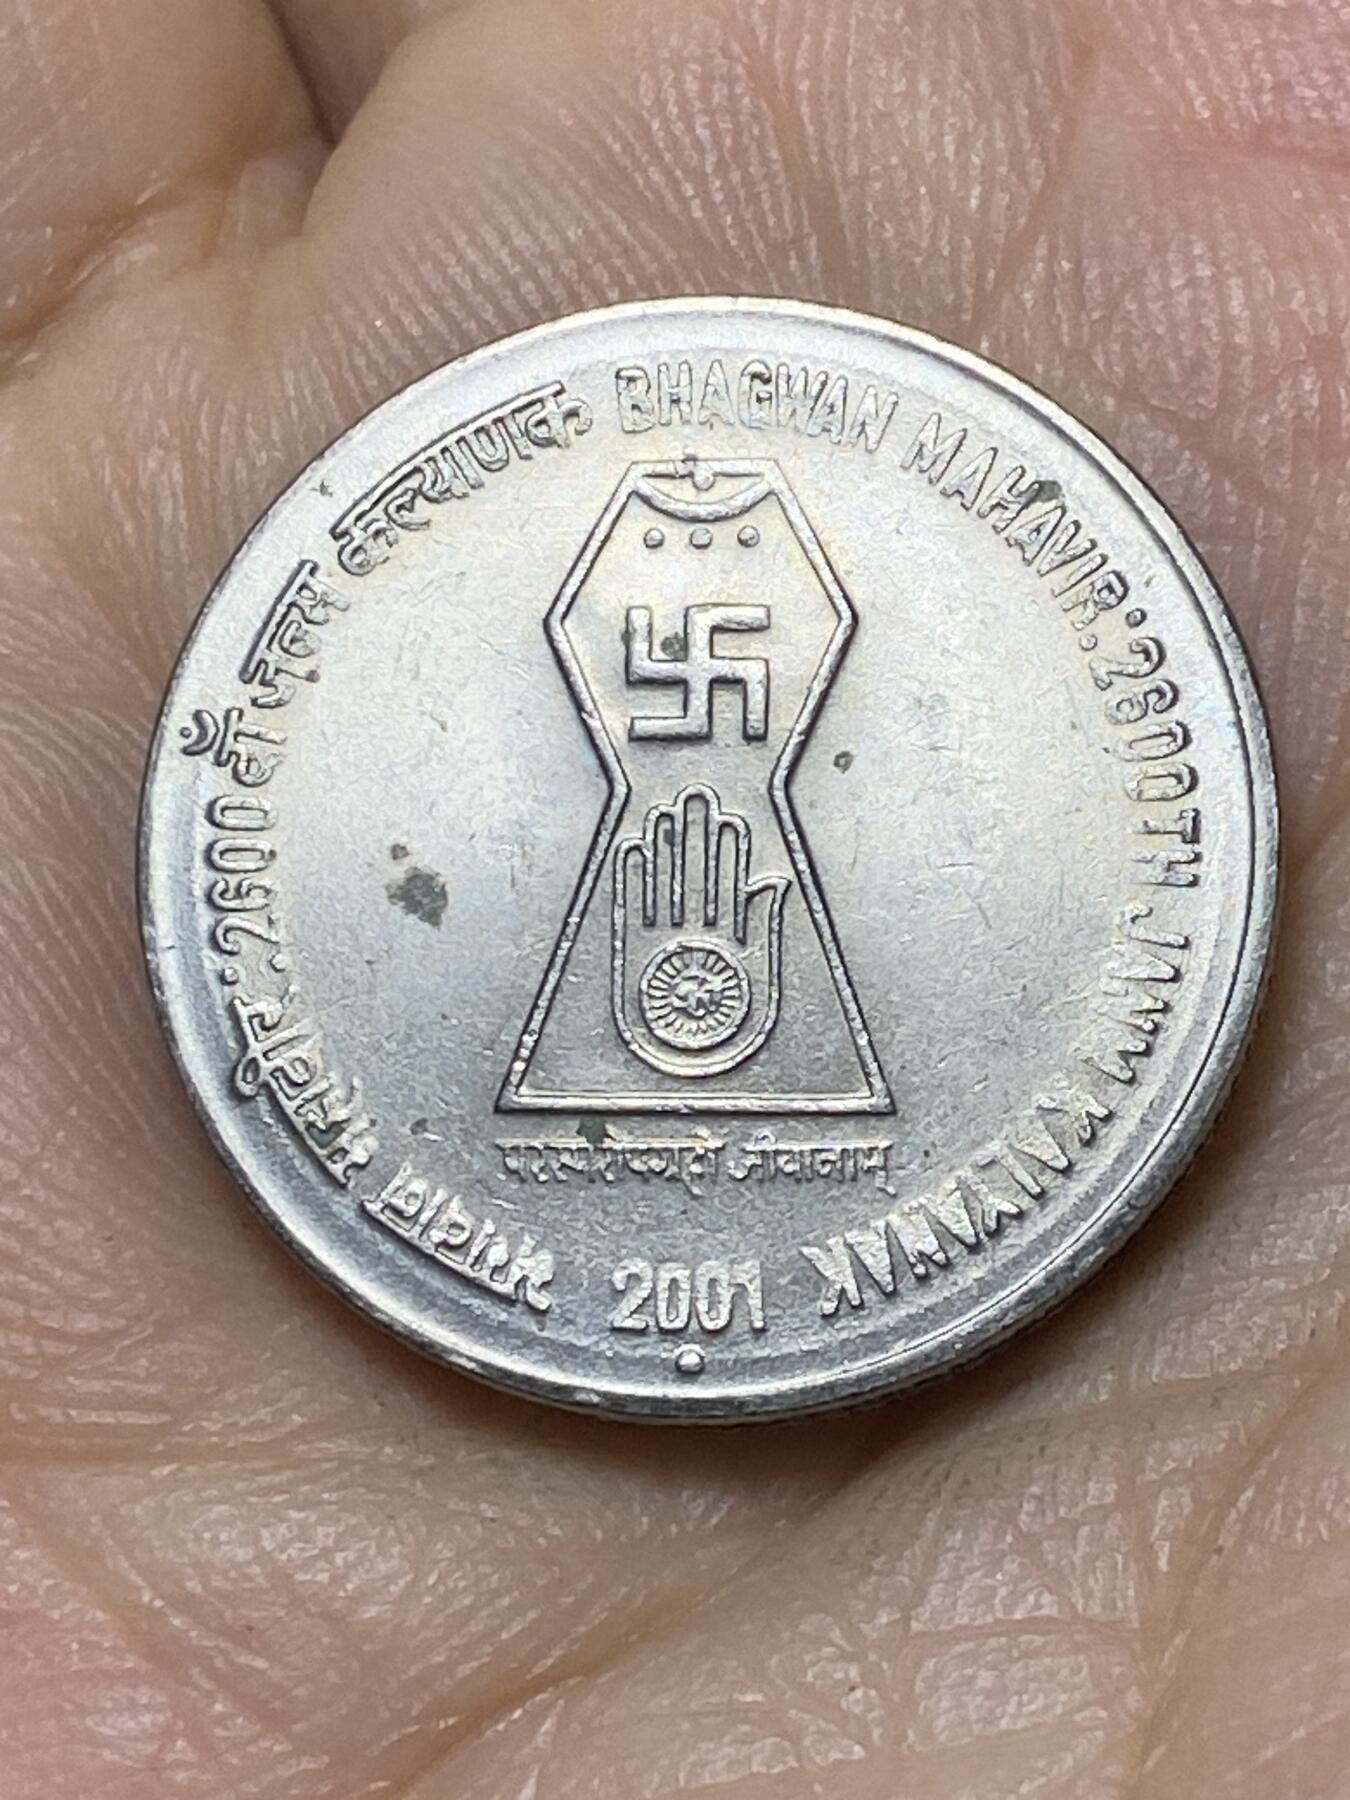 भगवान् महावीर : 2600 वाँ जन्म कल्याणक
BHAGWAN MAHAVIR : 2600TH JANM KALYANAK
परस्परोपग्रहो जीवानाम्
2001